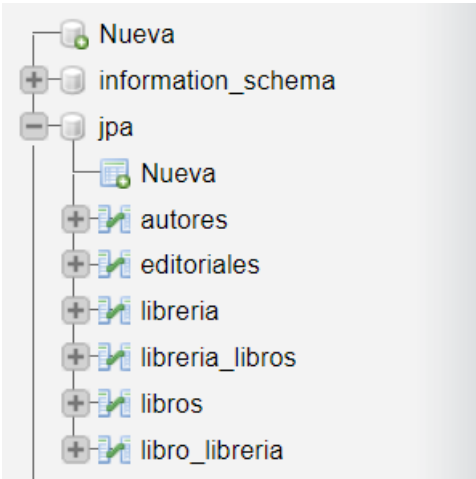 Nueva
information_schema
jpa
Nueva
autores
editoriales
libreria
libreria_libros
libros
libro_libreria